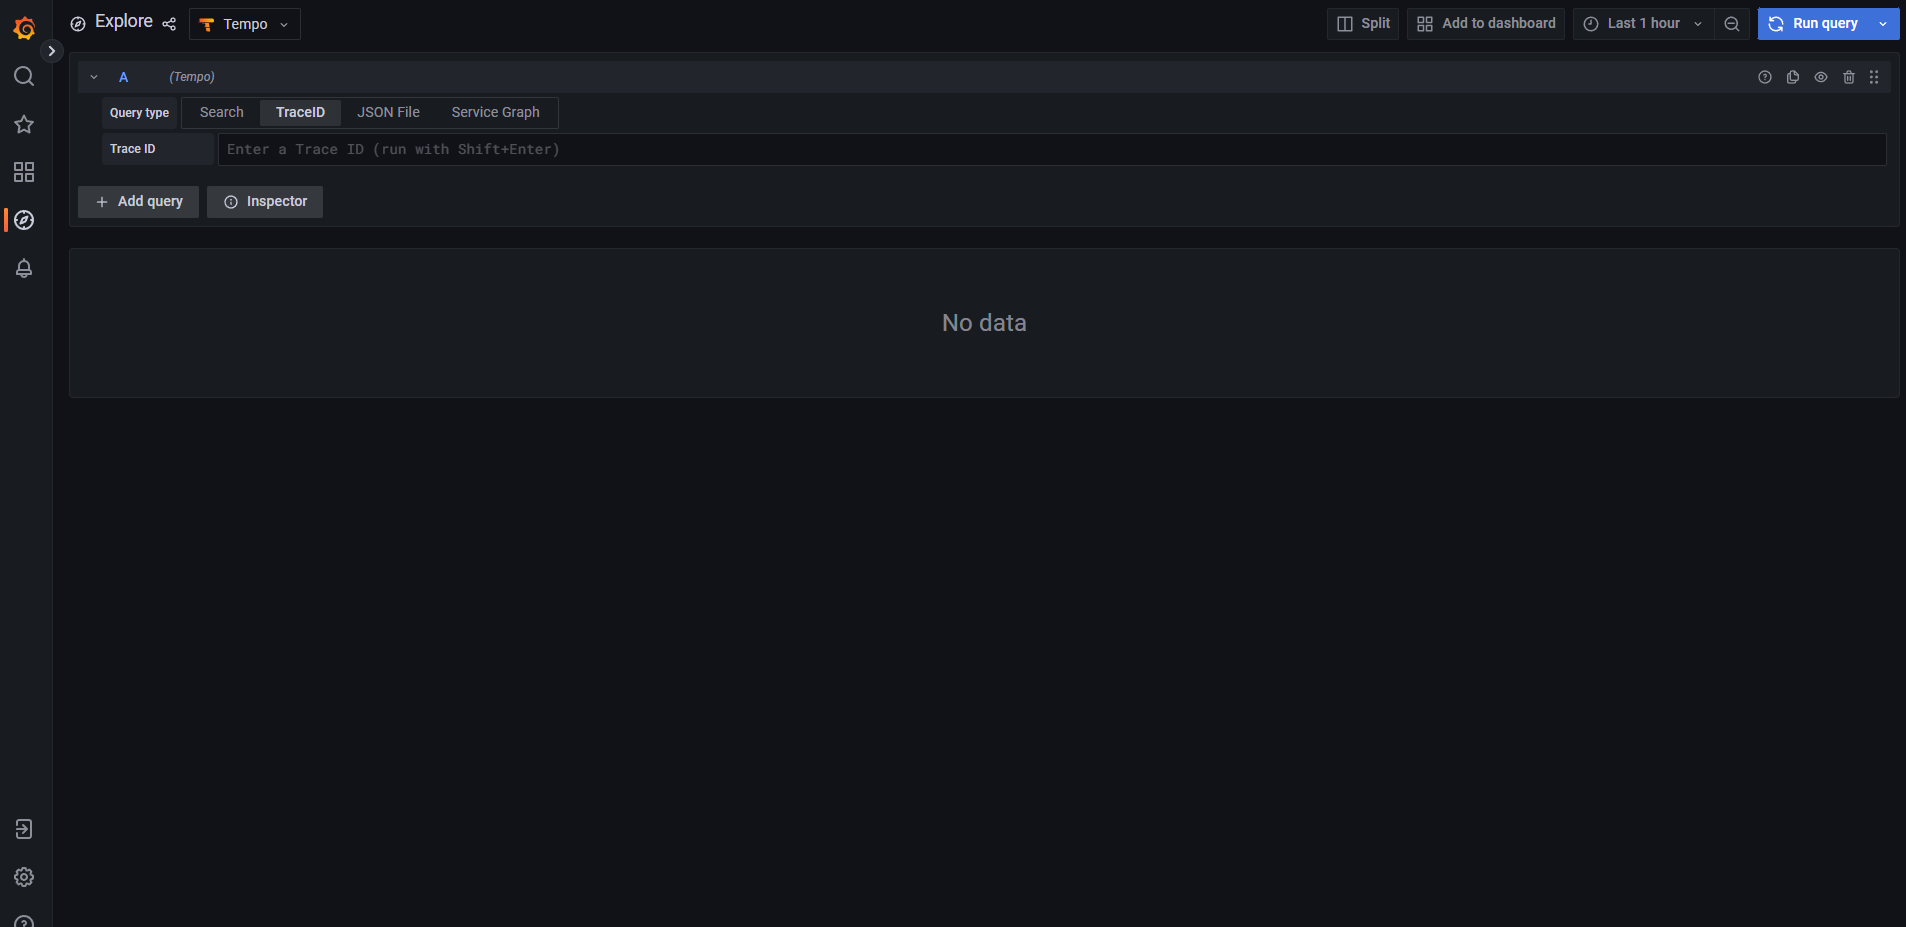 Explore Tempo Split Add to dashboard Last 1 hour Run query
A (Tempo)
Query type Search TraceID JSON File Service Graph
Trace ID Enter a Trace ID (run with Shift+Enter)
Add query Inspector
No data